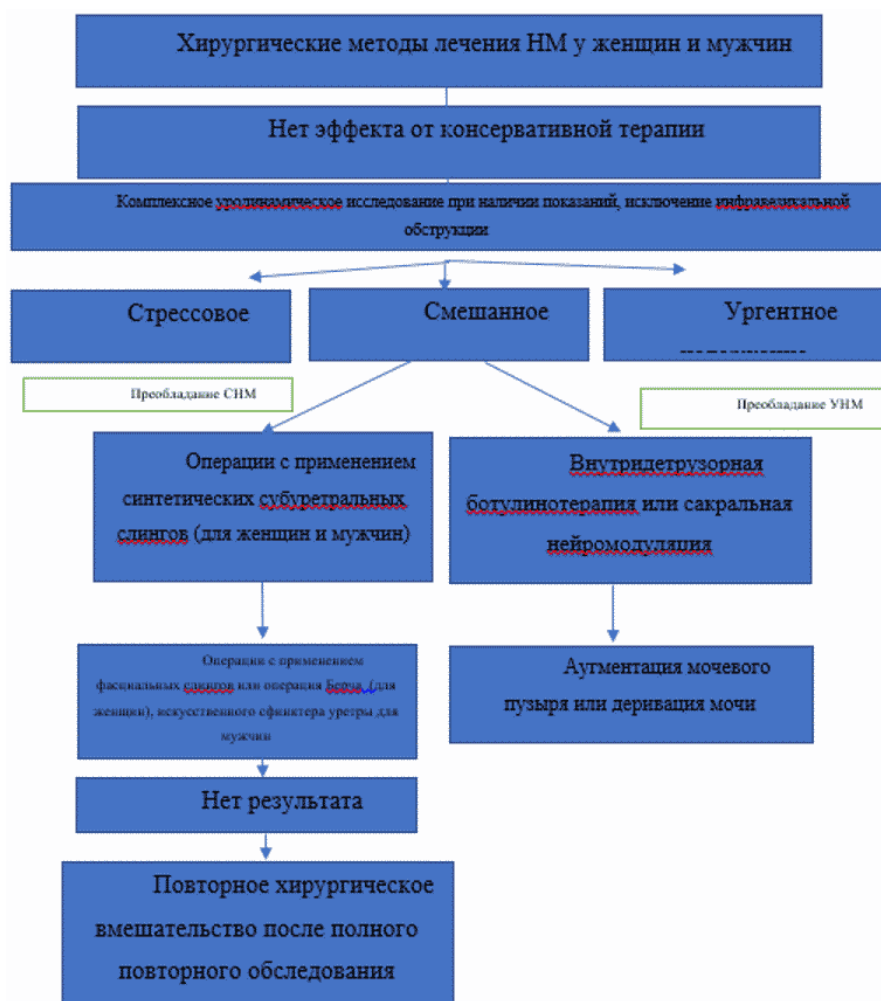 Хирургические методы лечения НМ у женщин и мужчин
Нет эффекта от консервативной терапии
Комплексное уродинамическое исследование при наличии показаний, исключение инфравезикальной
обструкции
Стрессовое
Смешанное
Ургентное
Преобладание СНМ
Преобладание УНМ
Операции с применением
синтетических субуретральных
слингов (для женщин и мужчин)
Внутридетрузорная
ботулинотерапия или сакральная
нейромодуляция
Операции с применением
фасциальных слингов или операция Берча (для
женщин), искусственного сфинктера уретры для
мужчин
Аугментация мочевого
пузыря или деривация мочи
Нет результата
Повторное хирургическое
вмешательство после полного
повторного обследования